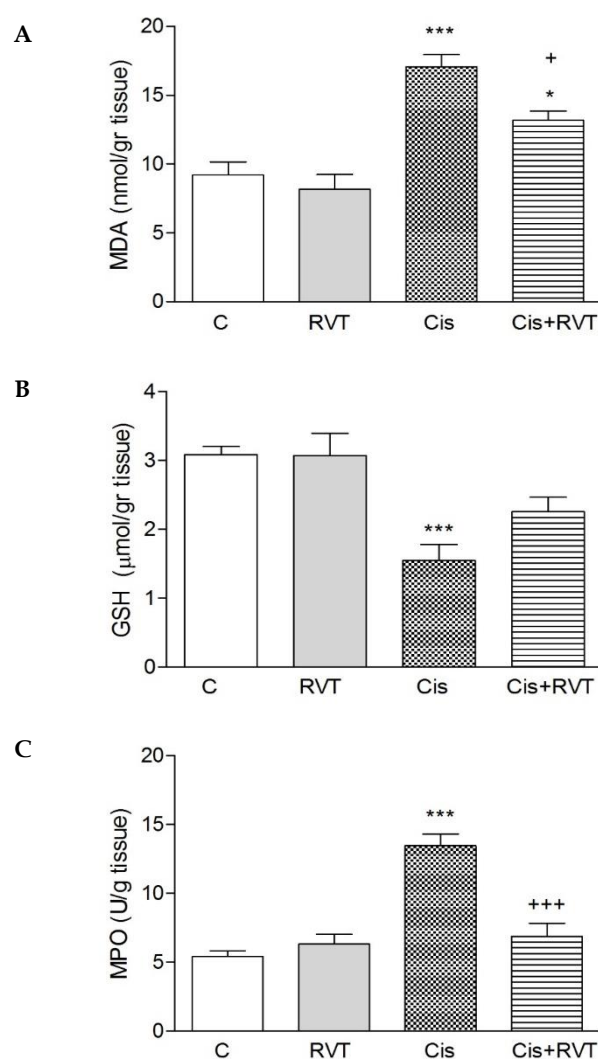 A
MDA (nmol/gr tissue)
20
15
10
5
0
***
+
*
C RVT Cis Cis+RVT
B
GSH (μmol/gr tissue)
4
3
2
1
0
***
C RVT Cis Cis+RVT
C
MPO (U/g tissue)
20
15
10
5
0
***
+++
C RVT Cis Cis+RVT